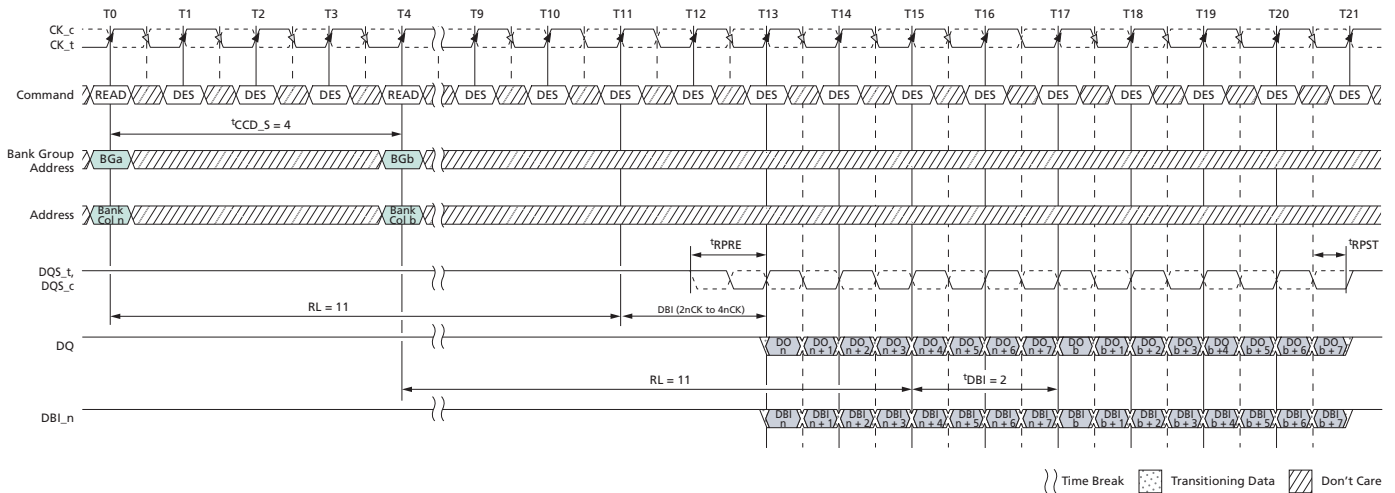 T0 T1 T2 T3 T4 T9 T10 T11 T12 T13 T14 T15 T16 T17 T18 T19 T20 T21
CK_c
CK_t
Command READ DES DES DES READ DES DES DES DES DES DES DES DES DES DES DES DES DES
tCCD_S = 4
Bank Group
Address
BGa BGb
Address
Bank
Col n
Bank
Col b
tRPRE tRPST
DQS_t,
DQS_c
RL = 11 DBI (2nCK to 4nCK)
DQ
DO
n
DO
n + 1
DO
n + 2
DO
n + 3
DO
n + 4
DO
n + 5
DO
n + 6
DO
n + 7
DO
b
DO
b + 1
DO
b + 2
DO
b + 3
DO
b +4
DO
b + 5
DO
b + 6
DO
b + 7
RL = 11 tDBI = 2
DBI_n
DBI
n
DBI
n + 1
DBI
n + 2
DBI
n + 3
DBI
n + 4
DBI
n + 5
DBI
n + 6
DBI
n + 7
DBI
b
DBI
b + 1
DBI
b + 2
DBI
b + 3
DBI
b + 4
DBI
b + 5
DBI
b + 6
DBI
b + 7
Time Break Transitioning Data Don't Care